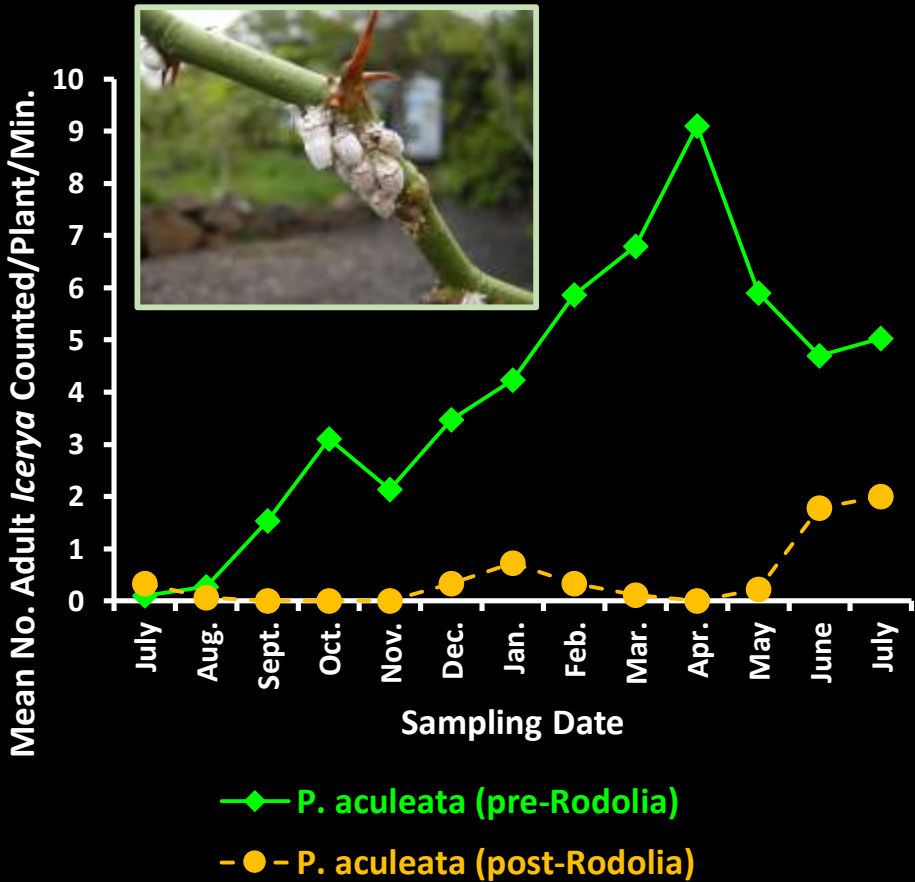 Mean No. Adult Icerya Counted/Plant/Min.
10
9
8
7
6
5
4
3
2
1
0
July
Aug.
Sept.
Oct.
Nov.
Dec.
Jan.
Feb.
Mar.
Apr.
May
June
July
Sampling Date
P. aculeata (pre-Rodolia)
P. aculeata (post-Rodolia)